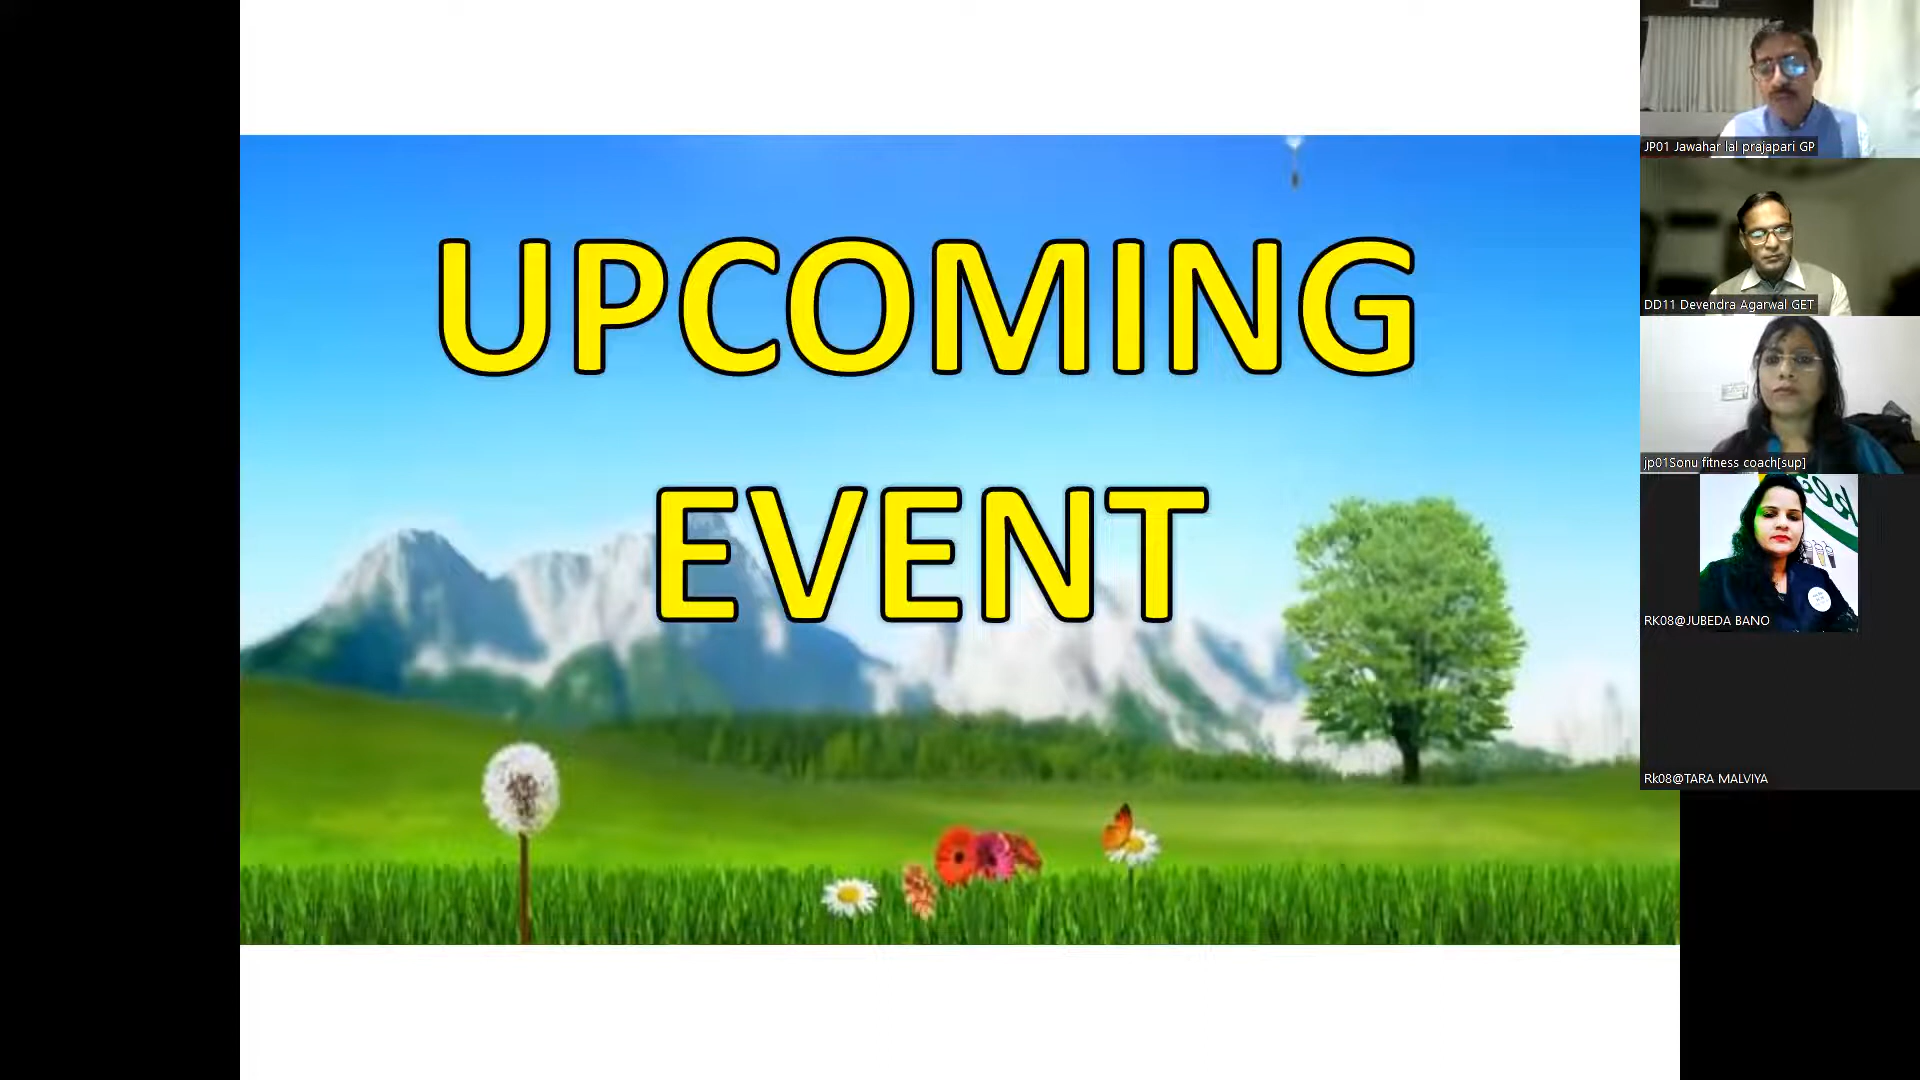 UPCOMING
EVENT
JP01 Jawahar lal prajapari GP
DD11 Devendra Agarwal GET
jp01Sonu fitness coach[sup]
RK08@JUBEDA BANO
Rk08@TARA MALVIYA